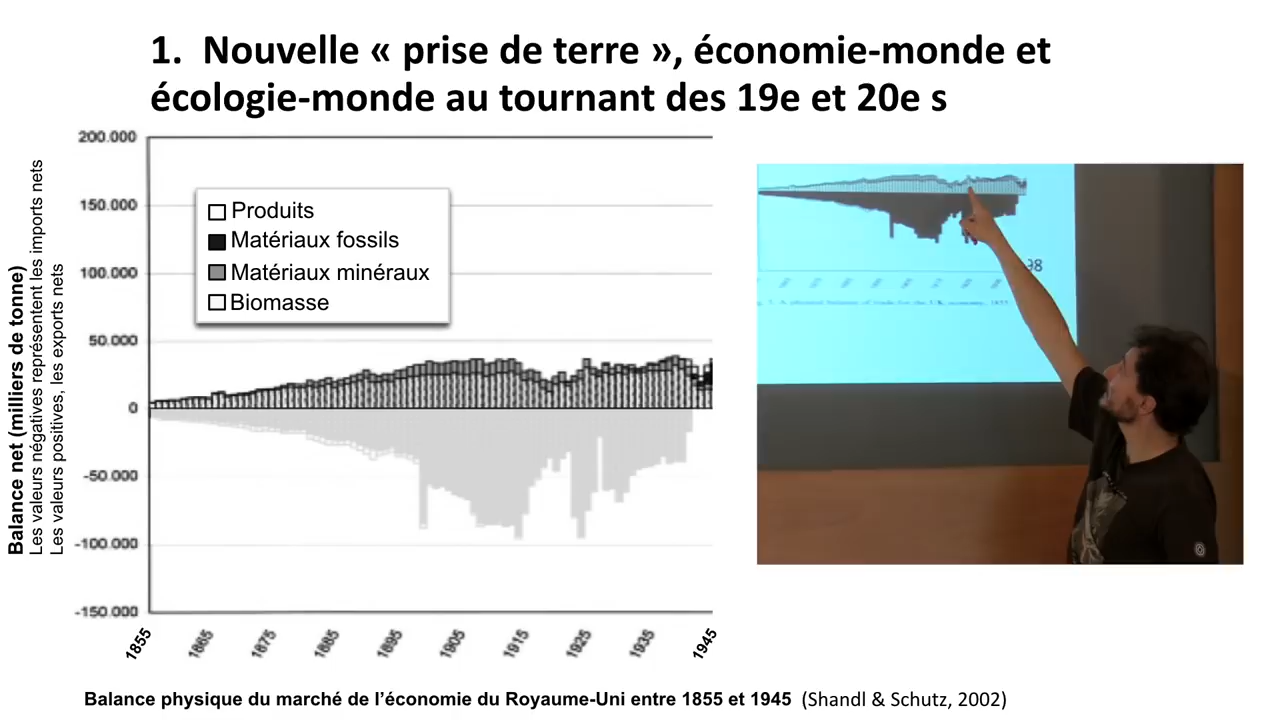 1. Nouvelle « prise de terre », économie-monde et
écologie-monde au tournant des 19e et 20e s
Balance net (milliers de tonne)
Les valeurs négatives représentent les imports nets
Les valeurs positives, les exports nets
200.000
150.000
100.000
50.000
0
-50.000
-100.000
-150.000
Produits
Matériaux fossils
Matériaux minéraux
Biomasse
1855
1865
1875
1885
1895
1905
1915
1925
1935
1945
98
Balance physique du marché de l'économie du Royaume-Uni entre 1855 et 1945 (Shandl & Schutz, 2002)